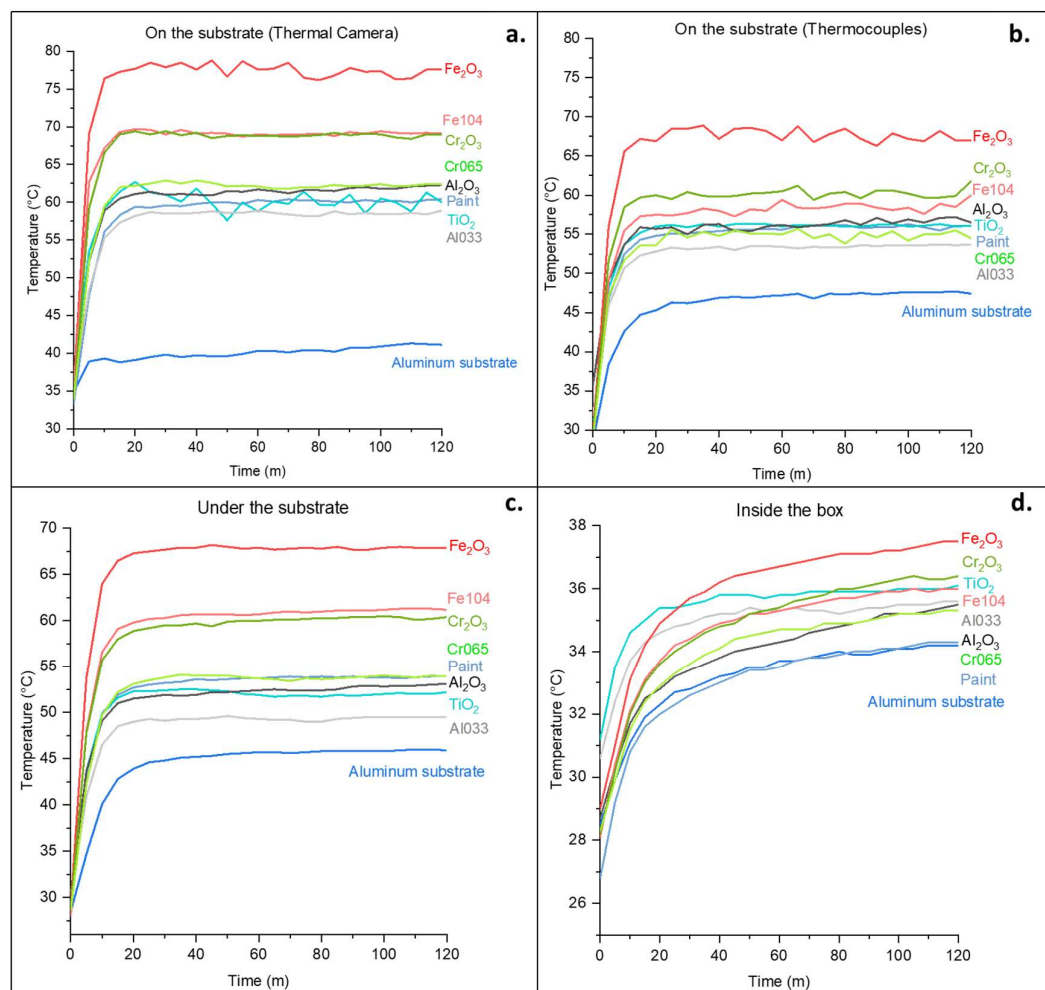 On the substrate (Thermal Camera)
a.
80
75
70
65
60
55
50
45
40
35
30
0
20
40
60
80
100
120
Temperature (°C)
Time (m)
Fe₂O₃
Fe104
Cr₂O₃
Cr065
Al₂O₃
Paint
TiO₂
Al033
Aluminum substrate
On the substrate (Thermocouples)
b.
80
75
70
65
60
55
50
45
40
35
30
0
20
40
60
80
100
120
Temperature (°C)
Time (m)
Fe₂O₃
Cr₂O₃
Fe104
Al₂O₃
TiO₂
Paint
Cr065
Al033
Aluminum substrate
Under the substrate
c.
70
65
60
55
50
45
40
35
30
0
20
40
60
80
100
120
Temperature (°C)
Time (m)
Fe₂O₃
Fe104
Cr₂O₃
Cr065
Paint
Al₂O₃
TiO₂
Al033
Aluminum substrate
Inside the box
d.
38
36
34
32
30
28
26
0
20
40
60
80
100
120
Temperature (°C)
Time (m)
Fe₂O₃
Cr₂O₃
TiO₂
Fe104
Al033
Al₂O₃
Cr065
Paint
Aluminum substrate